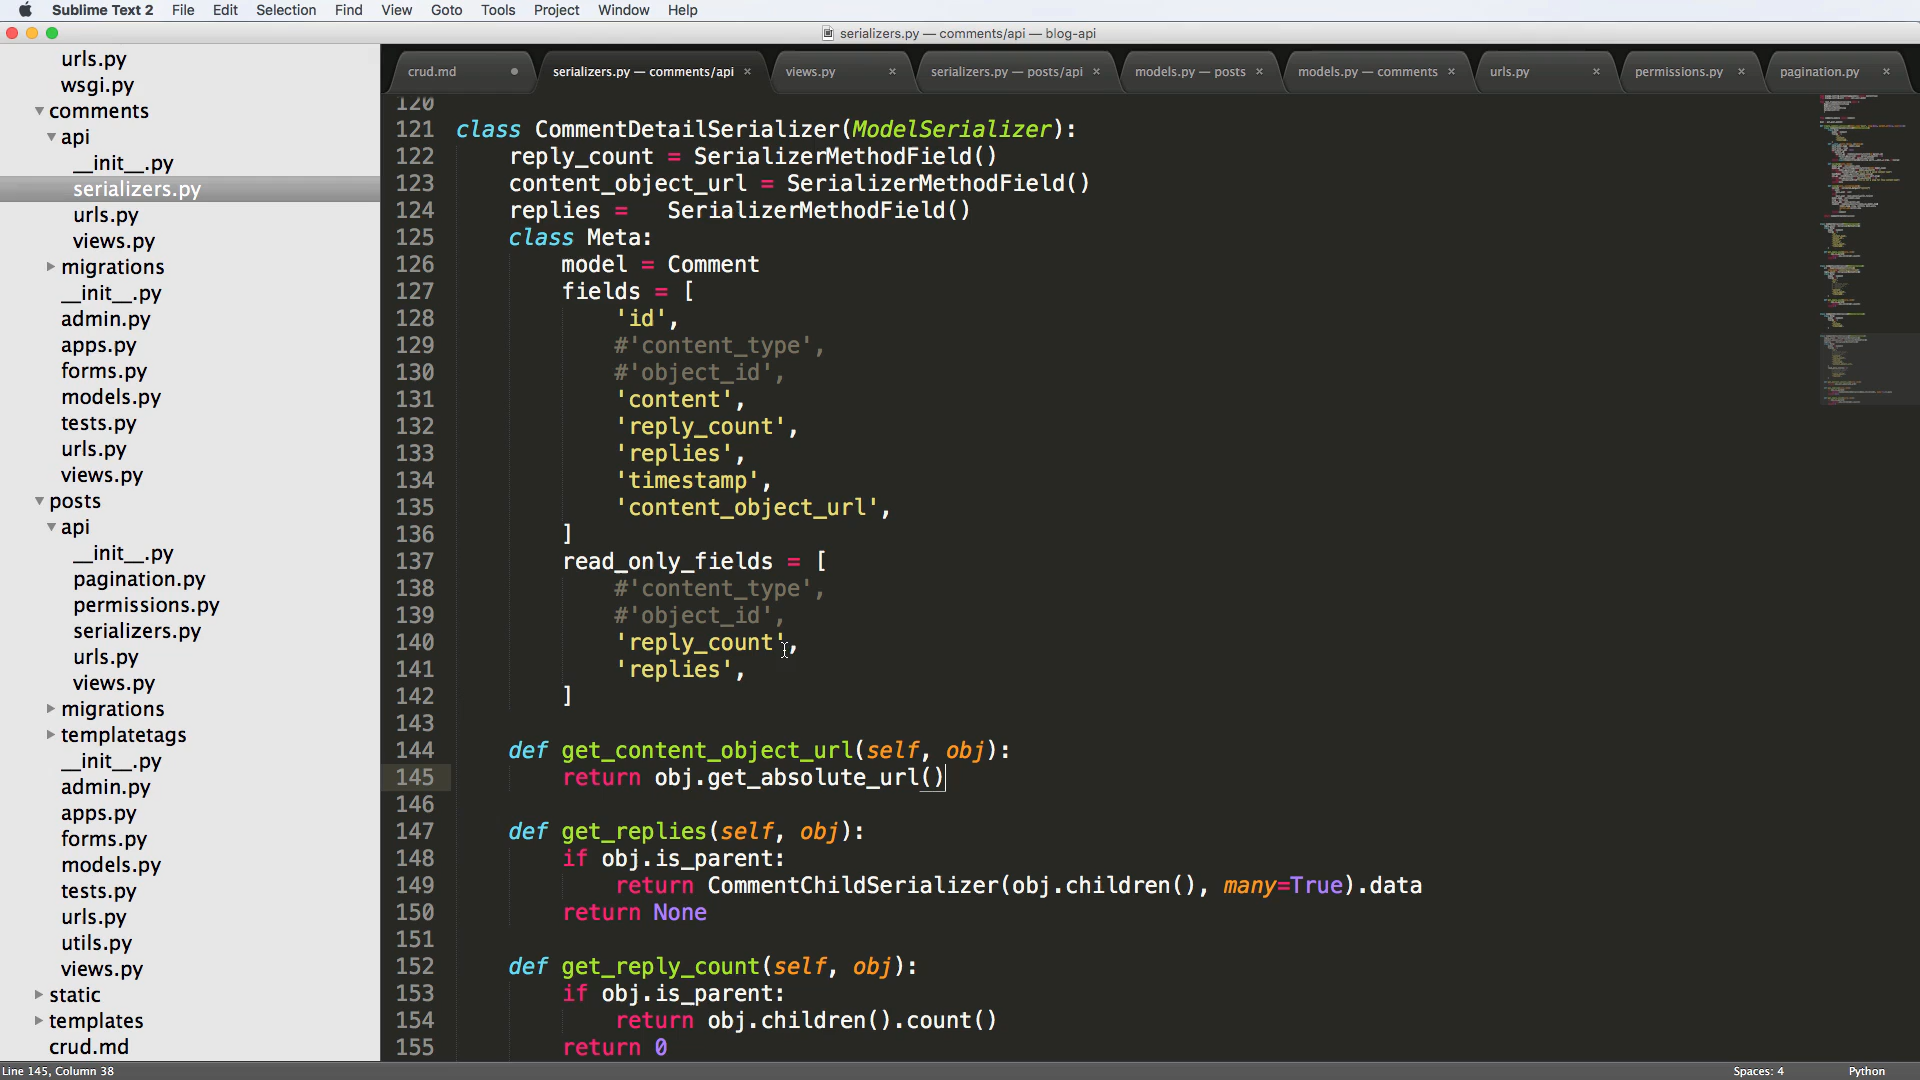 Sublime Text 2 File Edit Selection Find View Goto Tools Project Window Help
serializers.py — comments/api — blog-api
crud.md serializers.py — comments/api × views.py × serializers.py — posts/api × models.py — posts × models.py — comments × urls.py × permissions.py × pagination.py ×
urls.py
wsgi.py
comments
api
__init__.py
serializers.py
urls.py
views.py
migrations
__init__.py
admin.py
apps.py
forms.py
models.py
tests.py
urls.py
views.py
posts
api
__init__.py
pagination.py
permissions.py
serializers.py
urls.py
views.py
migrations
templatetags
__init__.py
admin.py
apps.py
forms.py
models.py
tests.py
urls.py
utils.py
views.py
static
templates
crud.md
120
121 class CommentDetailSerializer(ModelSerializer):
122     reply_count = SerializerMethodField()
123     content_object_url = SerializerMethodField()
124     replies =   SerializerMethodField()
125     class Meta:
126         model = Comment
127         fields = [
128             'id',
129             #'content_type',
130             #'object_id',
131             'content',
132             'reply_count',
133             'replies',
134             'timestamp',
135             'content_object_url',
136         ]
137         read_only_fields = [
138             #'content_type',
139             #'object_id',
140             'reply_count',
141             'replies',
142         ]
143
144     def get_content_object_url(self, obj):
145         return obj.get_absolute_url()
146
147     def get_replies(self, obj):
148         if obj.is_parent:
149             return CommentChildSerializer(obj.children(), many=True).data
150         return None
151
152     def get_reply_count(self, obj):
153         if obj.is_parent:
154             return obj.children().count()
155         return 0
Line 145, Column 38 Spaces: 4 Python